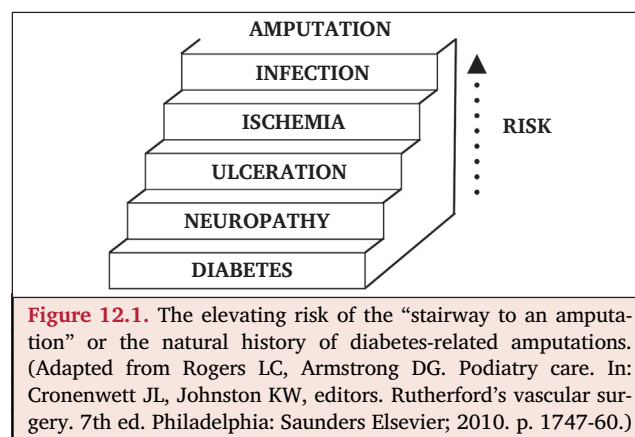 AMPUTATION
INFECTION
ISCHEMIA
RISK
ULCERATION
NEUROPATHY
DIABETES
Figure 12.1. The elevating risk of the “stairway to an amputa-
tion” or the natural history of diabetes-related amputations.
(Adapted from Rogers LC, Armstrong DG. Podiatry care. In:
Cronenwett JL, Johnston KW, editors. Rutherford’s vascular sur-
gery. 7th ed. Philadelphia: Saunders Elsevier; 2010. p. 1747-60.)